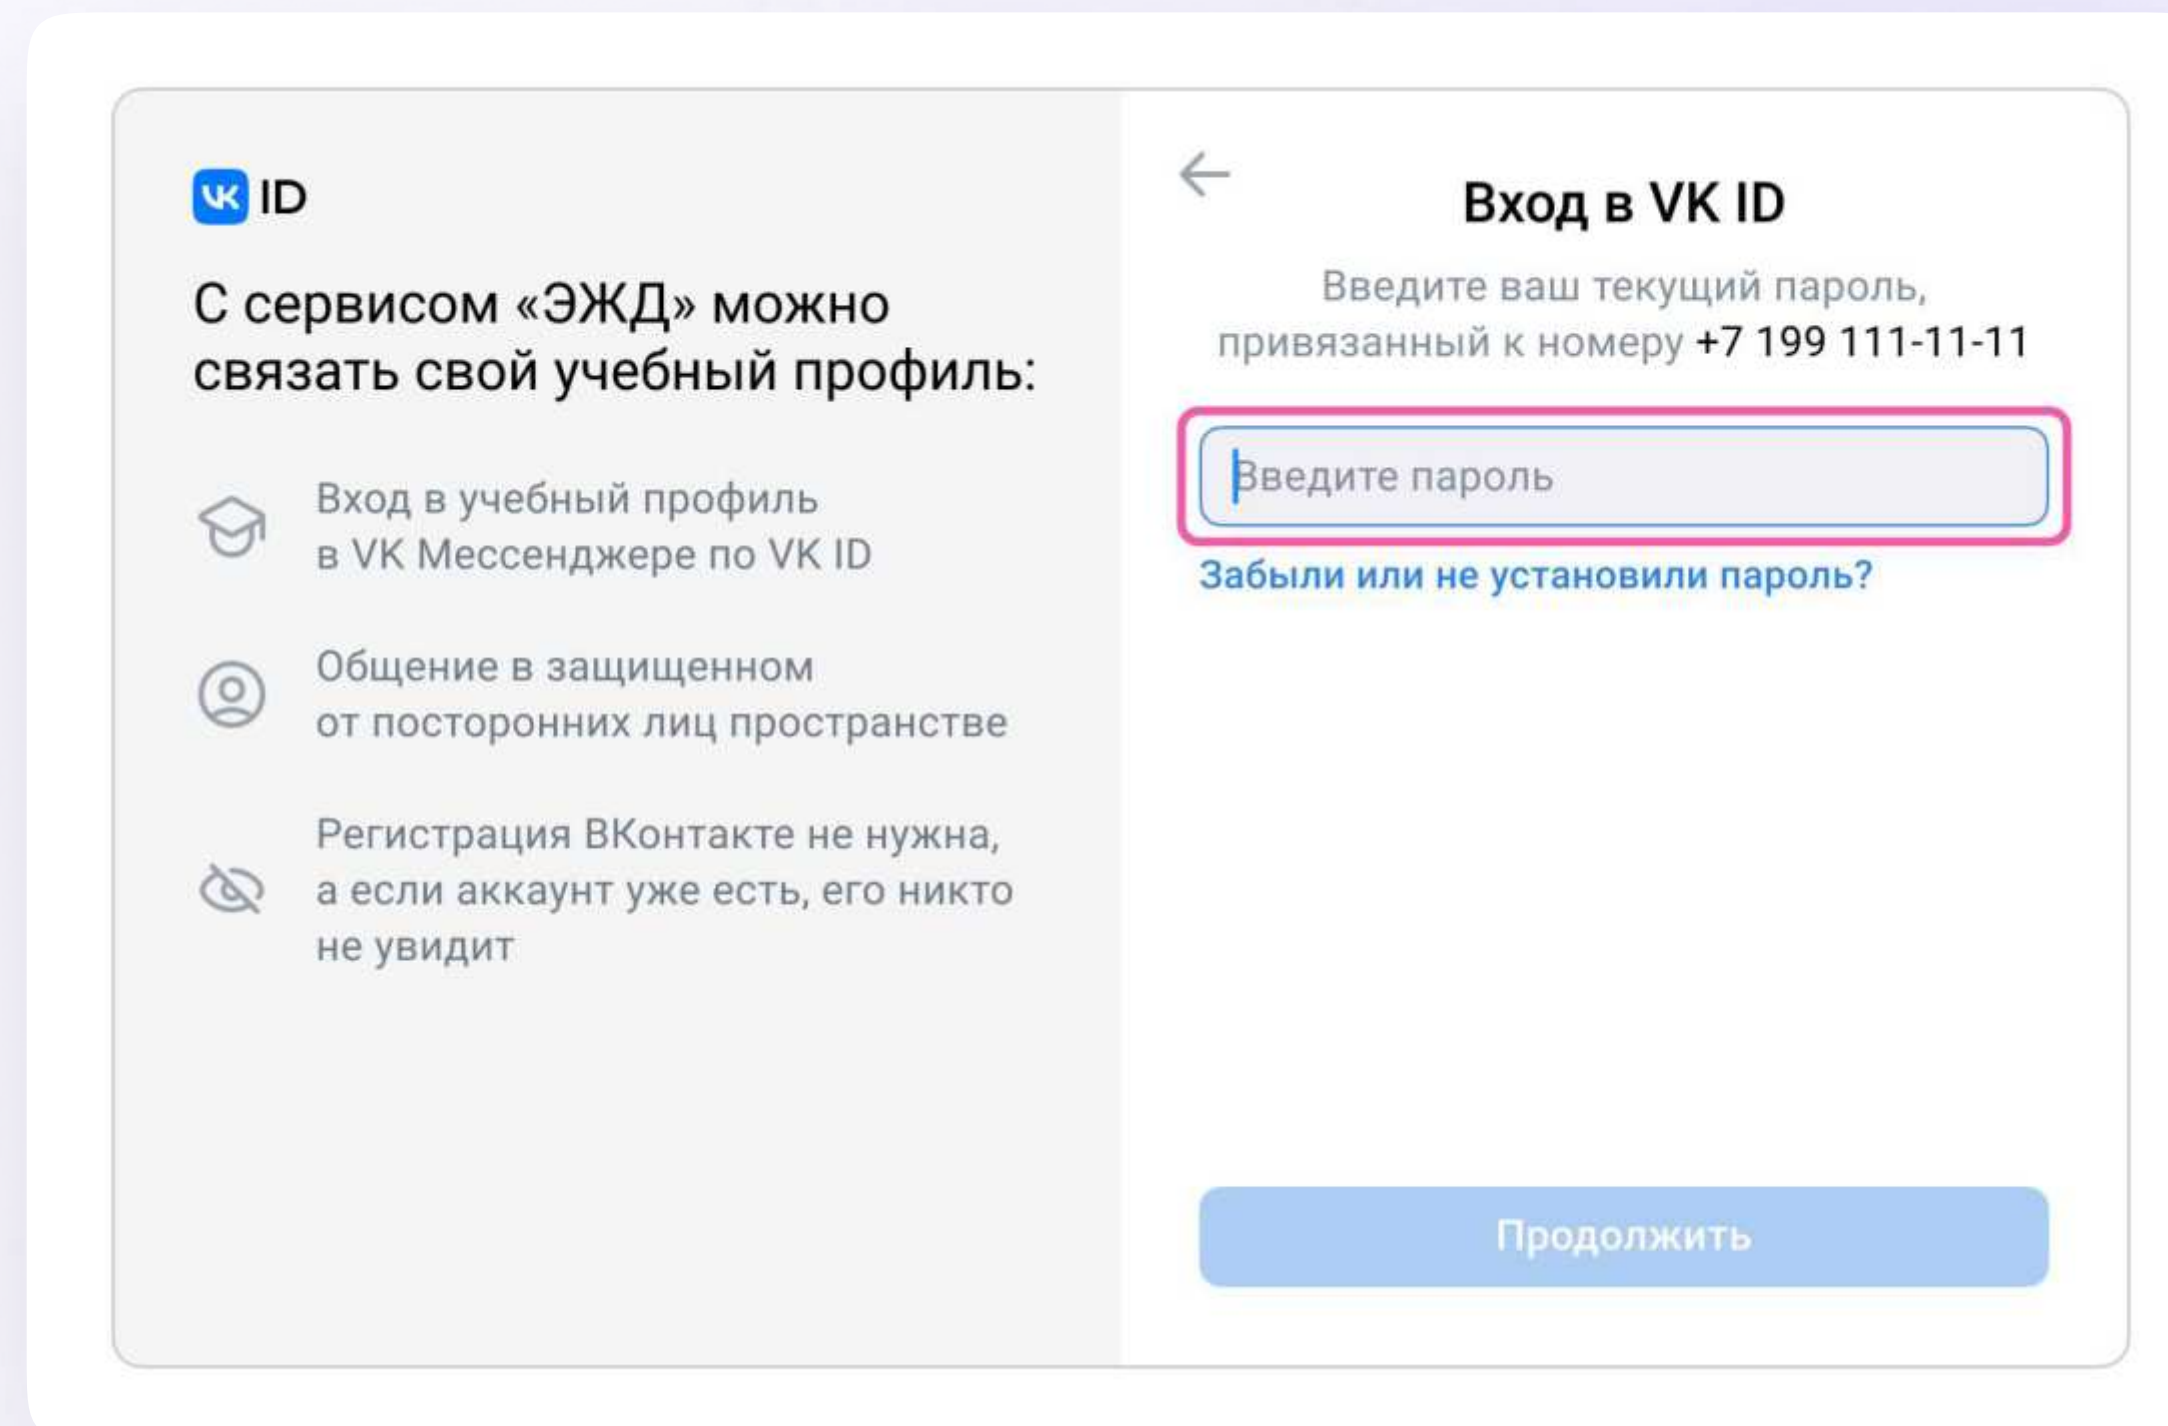 VK ID
С сервисом «ЭЖД» можно
связать свой учебный профиль:
Вход в учебный профиль
в VK Мессенджере по VK ID
Общение в защищенном
от посторонних лиц пространстве
Регистрация ВКонтакте не нужна,
а если аккаунт уже есть, его никто
не увидит
Вход в VK ID
Введите ваш текущий пароль,
привязанный к номеру +7 199 111-11-11
Введите пароль
Забыли или не установили пароль?
Продолжить